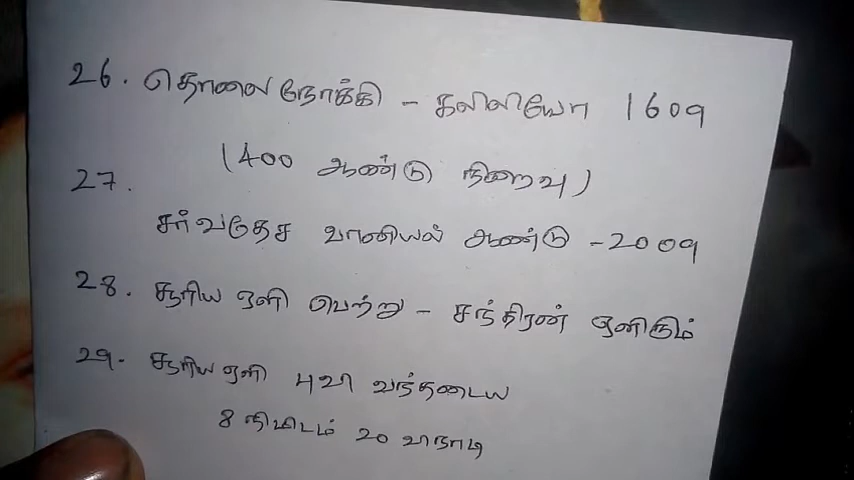 26. தொலை நோக்கி - கலிலியோ 1609
(400 ஆண்டு நிறைவு)
27.
சர்வதேச வானியல் ஆண்டு - 2009
28. சூரிய ஒளி பெற்று - சந்திரன் ஒளிரும்
29. சூரிய ஒளி புவி வந்தடைய
8 நிமிடம் 20 வாநாடி